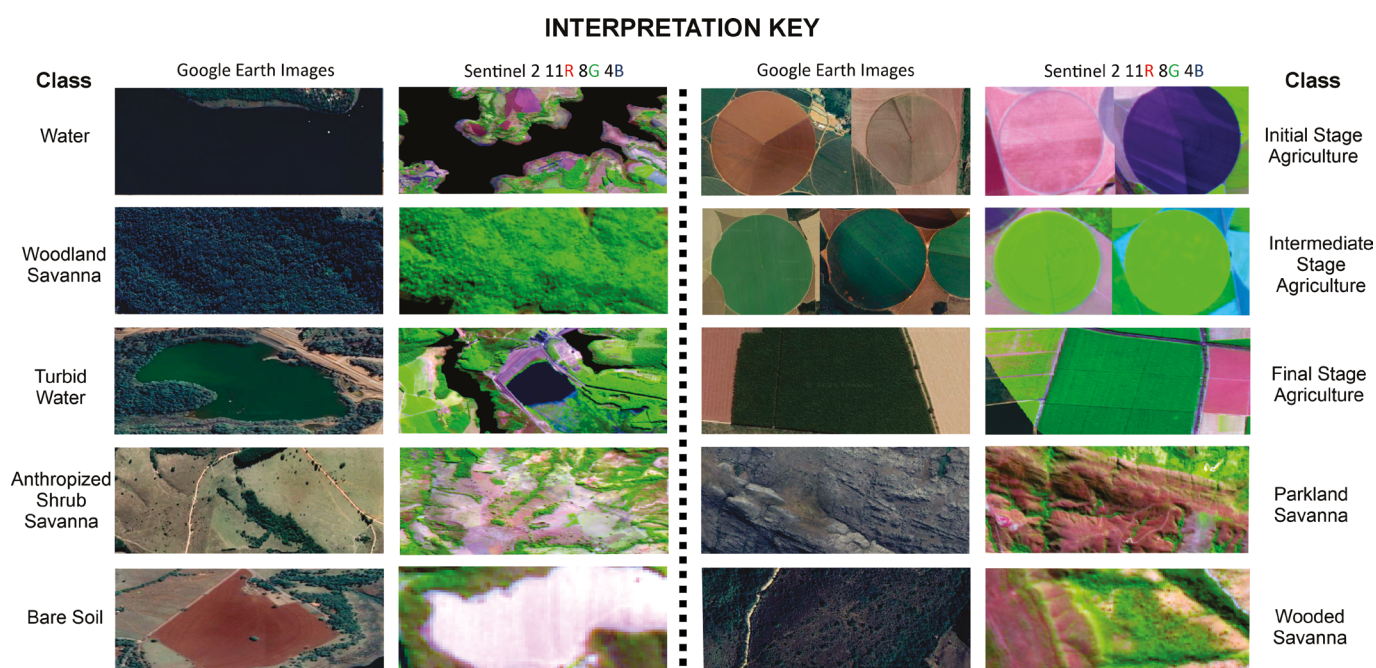 INTERPRETATION KEY
Class
Google Earth Images
Sentinel 2 11R 8G 4B
Google Earth Images
Sentinel 2 11R 8G 4B
Class
Water
Initial Stage
Agriculture
Woodland
Savanna
Intermediate
Stage
Agriculture
Turbid
Water
Final Stage
Agriculture
Anthropized
Shrub
Savanna
Parkland
Savanna
Bare Soil
Wooded
Savanna